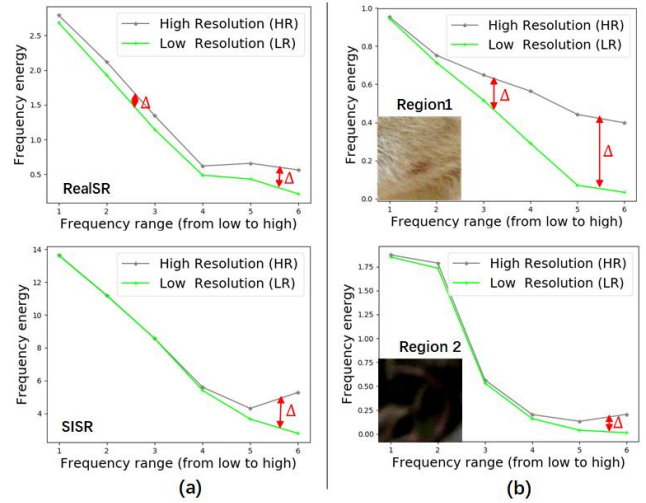 High Resolution (HR)
Low Resolution (LR)
Frequency energy
2.5
2.0
1.5
1.0
0.5
Δ
Δ
RealSR
1 2 3 4 5 6
Frequency range (from low to high)
High Resolution (HR)
Low Resolution (LR)
Frequency energy
1.0
0.8
0.6
0.4
0.2
0.0
Region1
Δ
Δ
1 2 3 4 5 6
Frequency range (from low to high)
High Resolution (HR)
Low Resolution (LR)
Frequency energy
14
12
10
8
6
4
Δ
SISR
1 2 3 4 5 6
Frequency range (from low to high)
(a)
High Resolution (HR)
Low Resolution (LR)
Frequency energy
1.75
1.50
1.25
1.00
0.75
0.50
0.25
0.00
Region 2
Δ
1 2 3 4 5 6
Frequency range (from low to high)
(b)